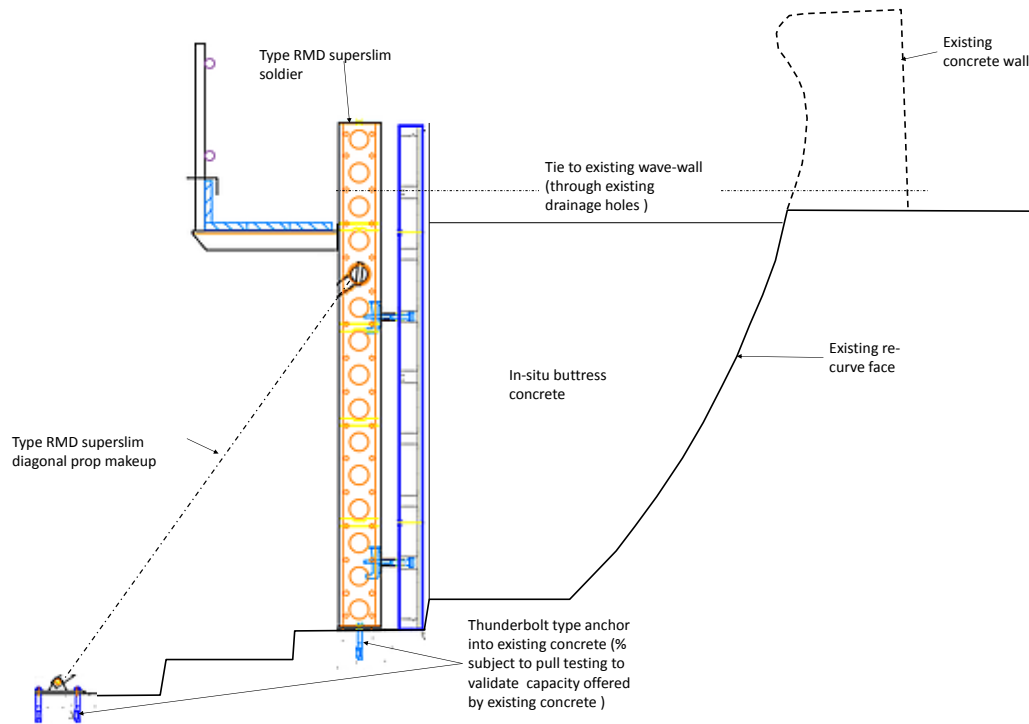 Type RMD superslim
soldier
Existing
concrete wall
Tie to existing wave-wall
(through existing
drainage holes )
Existing re-
curve face
In-situ buttress
concrete
Type RMD superslim
diagonal prop makeup
Thunderbolt type anchor
into existing concrete (%
subject to pull testing to
validate  capacity offered
by existing concrete )